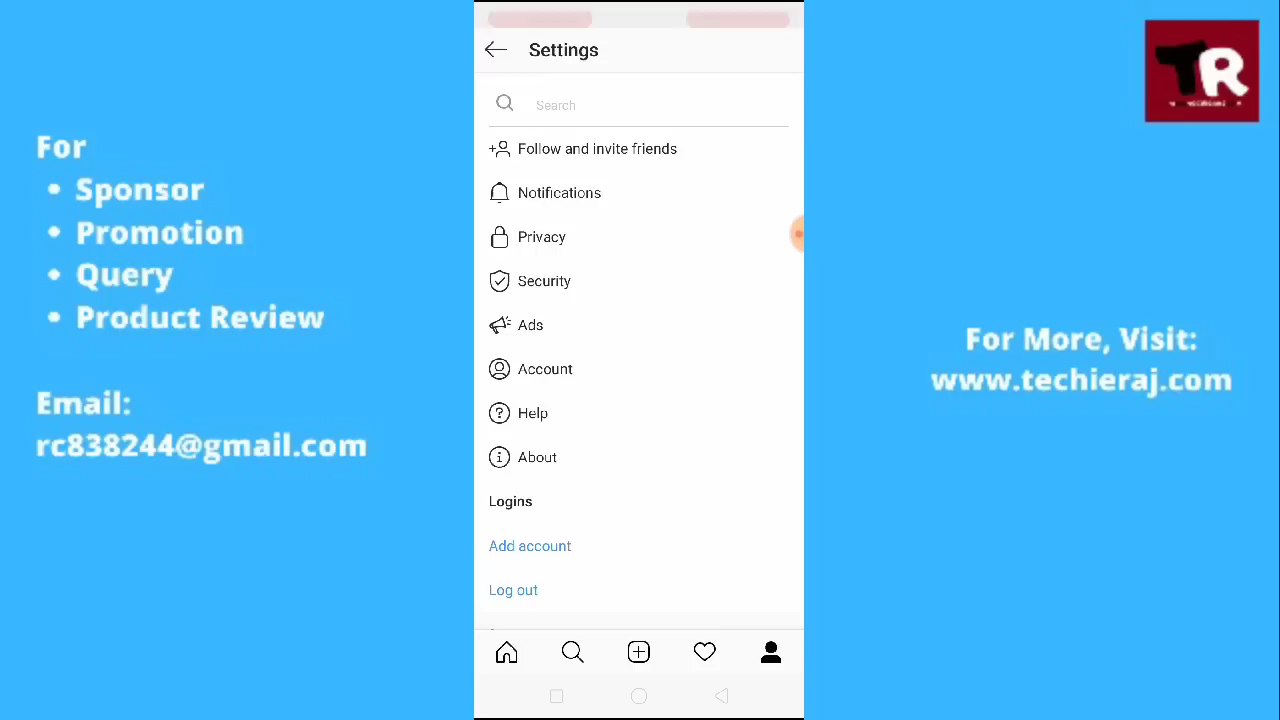 For
Sponsor
Promotion
Query
Product Review
Email:
rc838244@gmail.com
Settings
Search
Follow and invite friends
Notifications
Privacy
Security
Ads
Account
Help
About
Logins
Add account
Log out
TR
For More, Visit:
www.techieraj.com